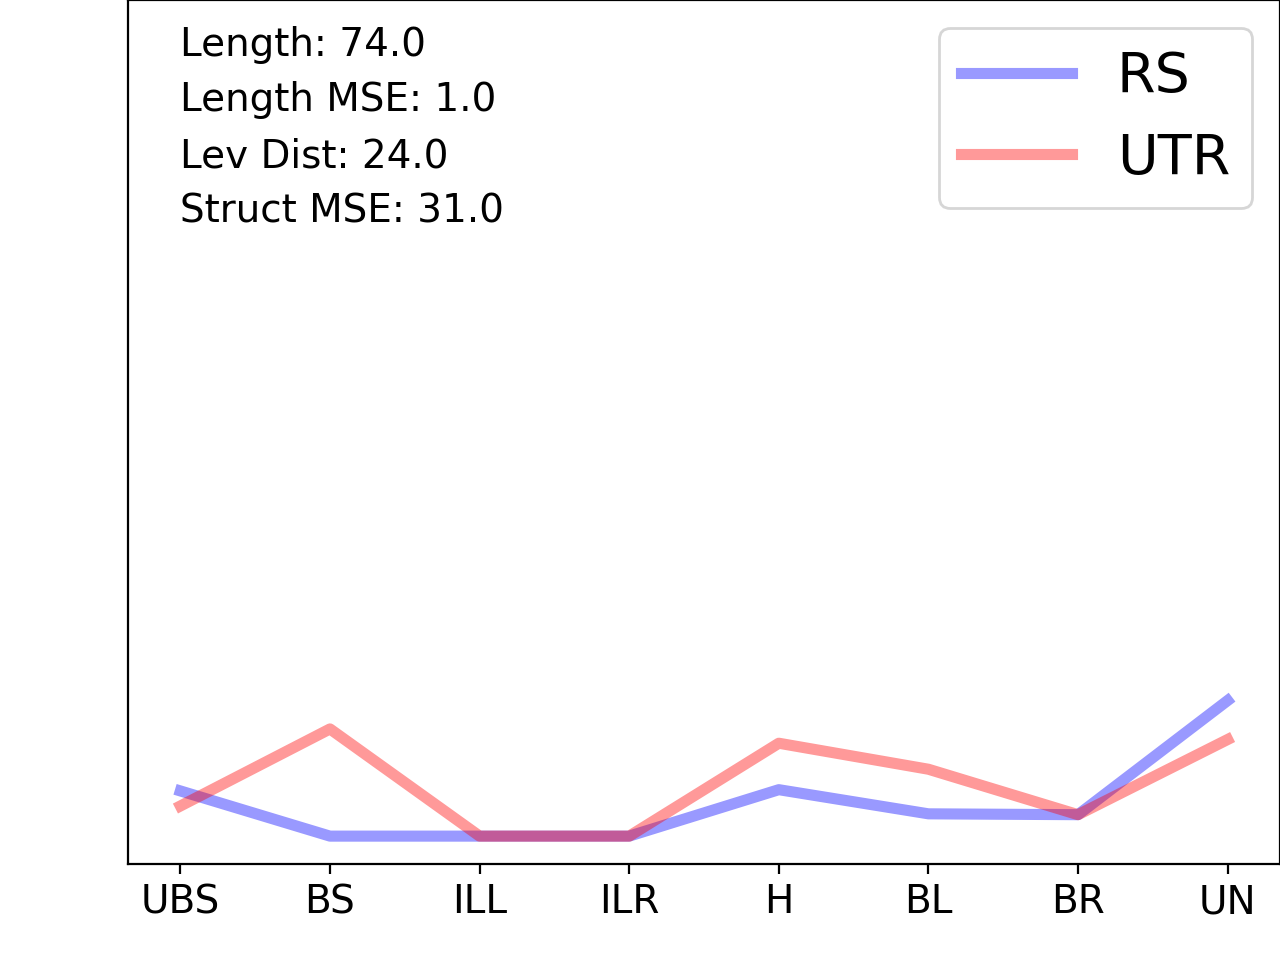 Length: 74.0
Length MSE: 1.0
Lev Dist: 24.0
Struct MSE: 31.0
RS
UTR
UBS BS ILL ILR H BL BR UN